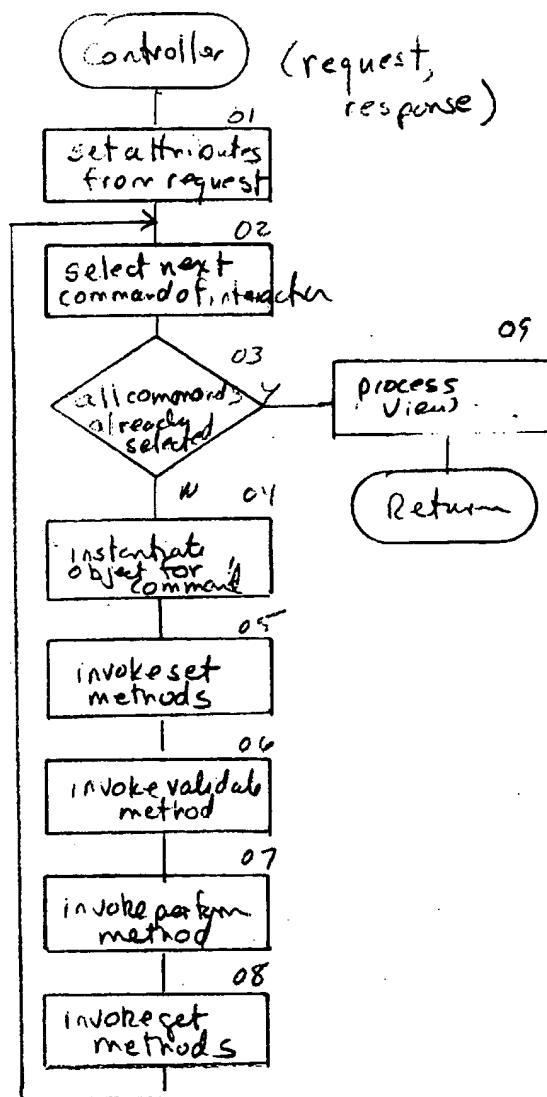 Controller
(request,
response)
01
set attributes
from request
02
select next
command of interaction
03
all commands
already
selected
Y
09
process
view
Return
N
04
instantiate
object for
command
05
invoke set
methods
06
invoke validate
method
07
invoke perform
method
08
invoke get
methods